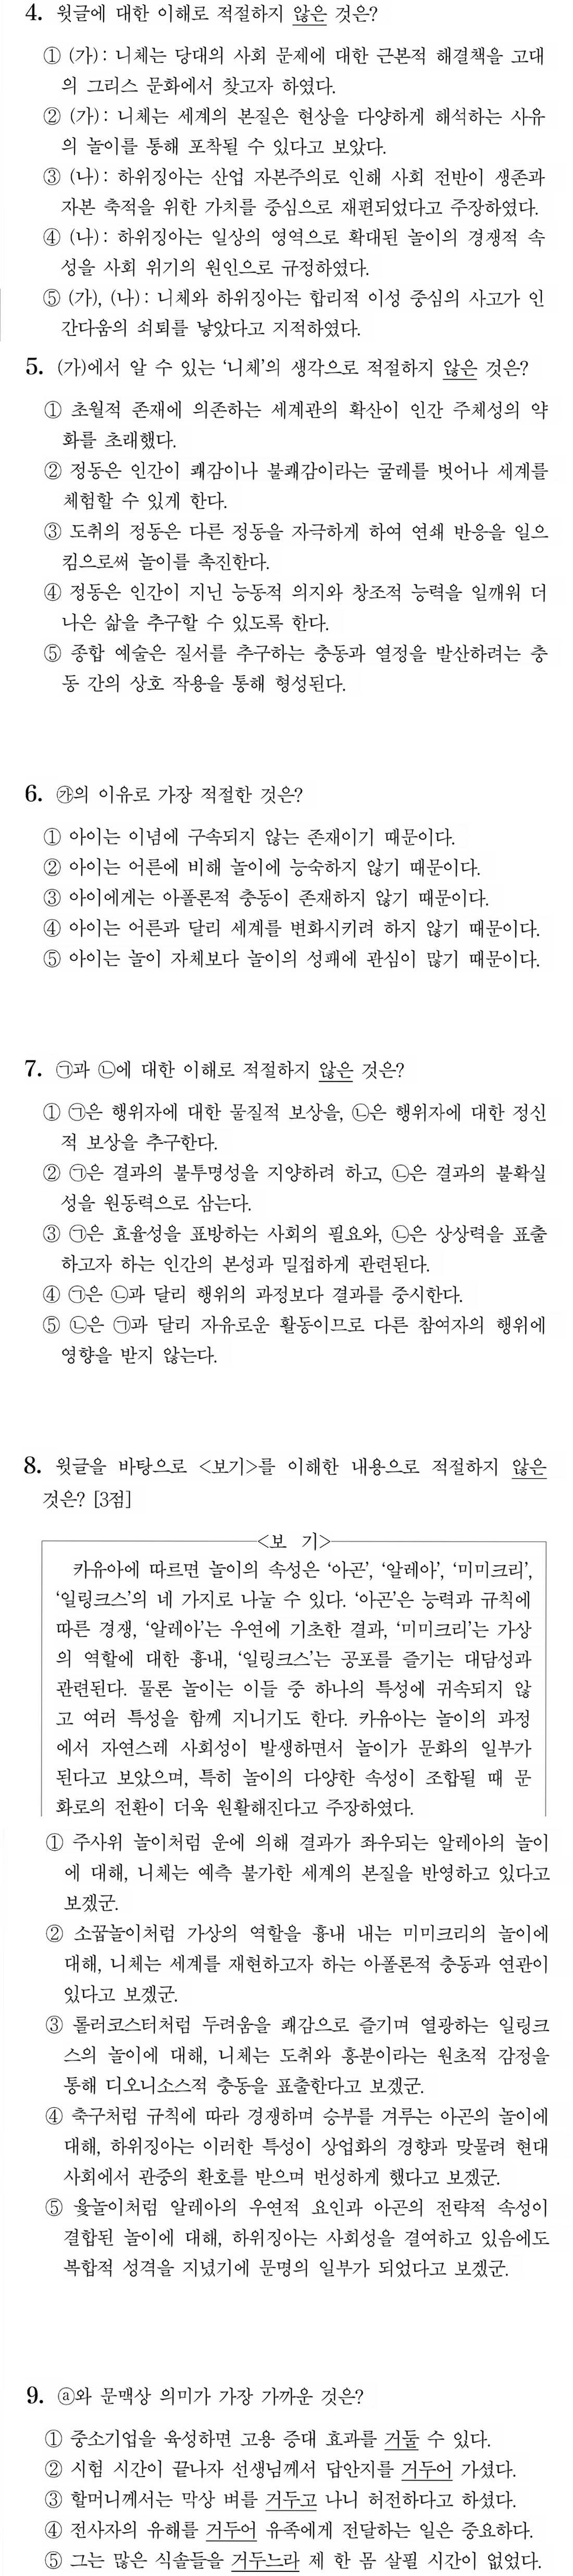 4. 윗글에 대한 이해로 적절하지 않은 것은?
① (가): 니체는 당대의 사회 문제에 대한 근본적 해결책을 고대
의 그리스 문화에서 찾고자 하였다.
② (가): 니체는 세계의 본질은 현상을 다양하게 해석하는 사유
의 놀이를 통해 포착될 수 있다고 보았다.
③ (나): 하위징아는 산업 자본주의로 인해 사회 전반이 생존과
자본 축적을 위한 가치를 중심으로 재편되었다고 주장하였다.
④ (나): 하위징아는 일상의 영역으로 확대된 놀이의 경쟁적 속
성을 사회 위기의 원인으로 규정하였다.
⑤ (가), (나): 니체와 하위징아는 합리적 이성 중심의 사고가 인
간다움의 쇠퇴를 낳았다고 지적하였다.
5. (가)에서 알 수 있는 ‘니체’의 생각으로 적절하지 않은 것은?
① 초월적 존재에 의존하는 세계관의 확산이 인간 주체성의 약
화를 초래했다.
② 정동은 인간이 쾌감이나 불쾌감이라는 굴레를 벗어나 세계를
체험할 수 있게 한다.
③ 도취의 정동은 다른 정동을 자극하게 하여 연쇄 반응을 일으
킴으로써 놀이를 촉진한다.
④ 정동은 인간이 지닌 능동적 의지와 창조적 능력을 일깨워 더
나은 삶을 추구할 수 있도록 한다.
⑤ 종합 예술은 질서를 추구하는 충동과 열정을 발산하려는 충
동 간의 상호 작용을 통해 형성된다.
6. ㉮의 이유로 가장 적절한 것은?
① 아이는 이념에 구속되지 않는 존재이기 때문이다.
② 아이는 어른에 비해 놀이에 능숙하지 않기 때문이다.
③ 아이에게는 아폴론적 충동이 존재하지 않기 때문이다.
④ 아이는 어른과 달리 세계를 변화시키려 하지 않기 때문이다.
⑤ 아이는 놀이 자체보다 놀이의 성패에 관심이 많기 때문이다.
7. ㉠과 ㉡에 대한 이해로 적절하지 않은 것은?
① ㉠은 행위자에 대한 물질적 보상을, ㉡은 행위자에 대한 정신
적 보상을 추구한다.
② ㉠은 결과의 불투명성을 지양하려 하고, ㉡은 결과의 불확실
성을 원동력으로 삼는다.
③ ㉠은 효율성을 표방하는 사회의 필요와, ㉡은 상상력을 표출
하고자 하는 인간의 본성과 밀접하게 관련된다.
④ ㉠은 ㉡과 달리 행위의 과정보다 결과를 중시한다.
⑤ ㉡은 ㉠과 달리 자유로운 활동이므로 다른 참여자의 행위에
영향을 받지 않는다.
8. 윗글을 바탕으로 <보기>를 이해한 내용으로 적절하지 않은
것은? [3점]
<보 기>
카유아에 따르면 놀이의 속성은 ‘아곤’, ‘알레아’, ‘미미크리’,
‘일링크스’의 네 가지로 나눌 수 있다. ‘아곤’은 능력과 규칙에
따른 경쟁, ‘알레아’는 우연에 기초한 결과, ‘미미크리’는 가상
의 역할에 대한 흉내, ‘일링크스’는 공포를 즐기는 대담성과
관련된다. 물론 놀이는 이들 중 하나의 특성에 귀속되지 않
고 여러 특성을 함께 지니기도 한다. 카유아는 놀이의 과정
에서 자연스레 사회성이 발생하면서 놀이가 문화의 일부가
된다고 보았으며, 특히 놀이의 다양한 속성이 조합될 때 문
화로의 전환이 더욱 원활해진다고 주장하였다.
① 주사위 놀이처럼 운에 의해 결과가 좌우되는 알레아의 놀이
에 대해, 니체는 예측 불가한 세계의 본질을 반영하고 있다고
보겠군.
② 소꿉놀이처럼 가상의 역할을 흉내 내는 미미크리의 놀이에
대해, 니체는 세계를 재현하고자 하는 아폴론적 충동과 연관이
있다고 보겠군.
③ 롤러코스터처럼 두려움을 쾌감으로 즐기며 열광하는 일링크
스의 놀이에 대해, 니체는 도취와 흥분이라는 원초적 감정을
통해 디오니소스적 충동을 표출한다고 보겠군.
④ 축구처럼 규칙에 따라 경쟁하며 승부를 겨루는 아곤의 놀이에
대해, 하위징아는 이러한 특성이 상업화의 경향과 맞물려 현대
사회에서 관중의 환호를 받으며 번성하게 했다고 보겠군.
⑤ 윷놀이처럼 알레아의 우연적 요인과 아곤의 전략적 속성이
결합된 놀이에 대해, 하위징아는 사회성을 결여하고 있음에도
복합적 성격을 지녔기에 문명의 일부가 되었다고 보겠군.
9. ⓐ와 문맥상 의미가 가장 가까운 것은?
① 중소기업을 육성하면 고용 증대 효과를 거둘 수 있다.
② 시험 시간이 끝나자 선생님께서 답안지를 거두어 가셨다.
③ 할머니께서는 막상 벼를 거두고 나니 허전하다고 하셨다.
④ 전사자의 유해를 거두어 유족에게 전달하는 일은 중요하다.
⑤ 그는 많은 식솔들을 거두느라 제 한 몸 살필 시간이 없었다.